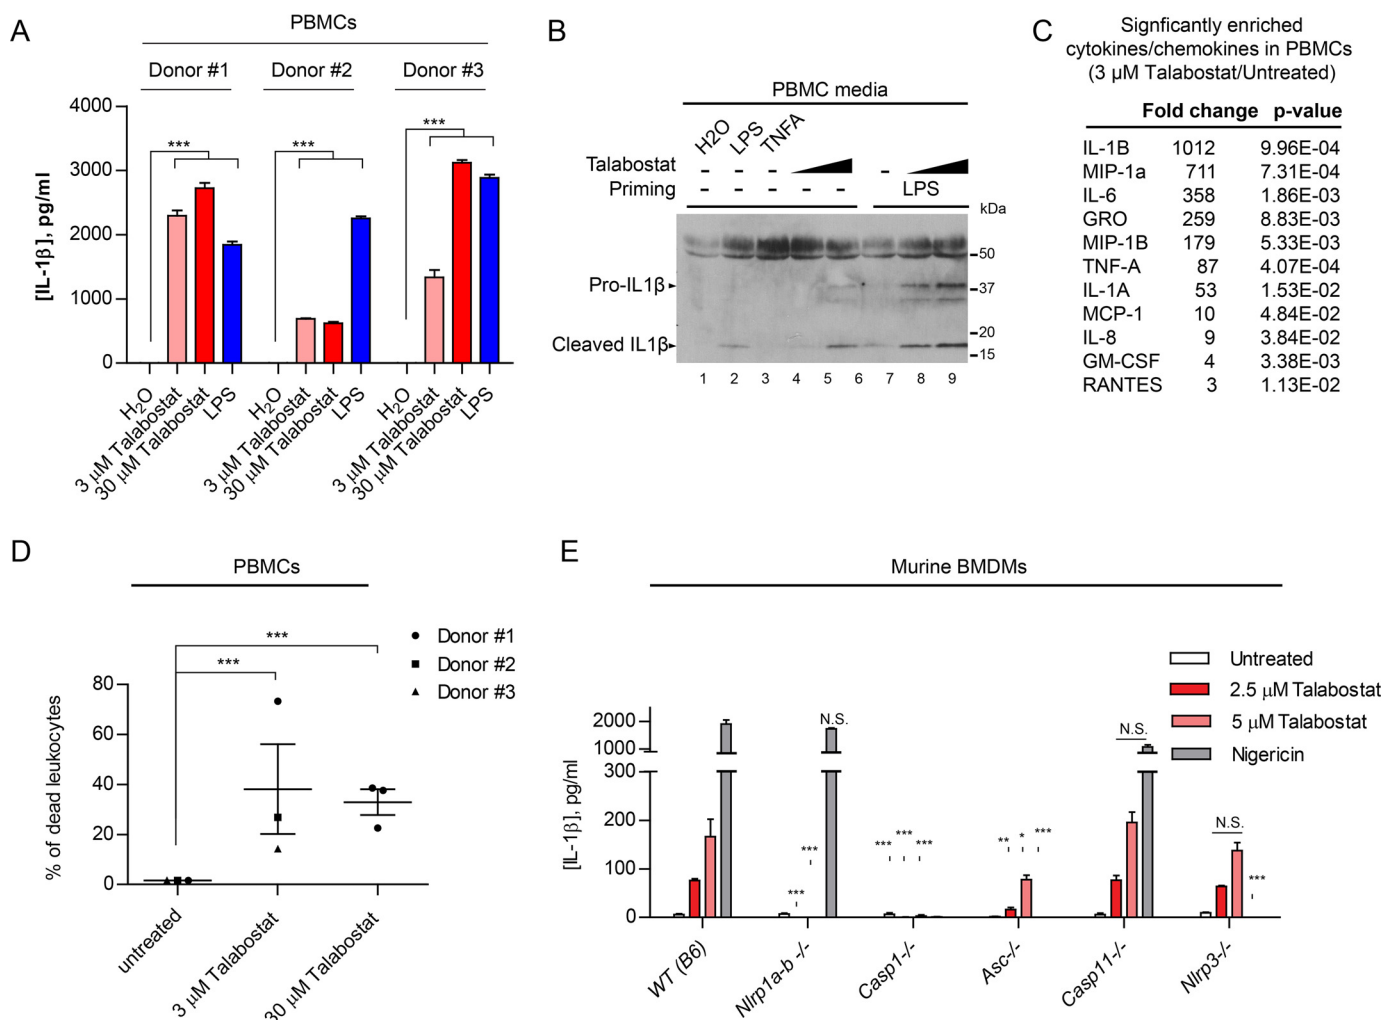 A
PBMCs
Donor #1 Donor #2 Donor #3
[IL-1β], pg/ml
4000
3000
2000
1000
0
*** *** ***
H2O
3 μM Talabostat
30 μM Talabostat
LPS
H2O
3 μM Talabostat
30 μM Talabostat
LPS
H2O
3 μM Talabostat
30 μM Talabostat
LPS
B
PBMC media
H2O LPS TNFA
Talabostat - - - -
Priming - - - - - LPS
kDa
50
37
20
15
Pro-IL1β
Cleaved IL1β
1 2 3 4 5 6 7 8 9
C
Signficantly enriched
cytokines/chemokines in PBMCs
(3 μM Talabostat/Untreated)
Fold change p-value
IL-1B 1012 9.96E-04
MIP-1a 711 7.31E-04
IL-6 358 1.86E-03
GRO 259 8.83E-03
MIP-1B 179 5.33E-03
TNF-A 87 4.07E-04
IL-1A 53 1.53E-02
MCP-1 10 4.84E-02
IL-8 9 3.84E-02
GM-CSF 4 3.38E-03
RANTES 3 1.13E-02
D
PBMCs
***
***
Donor #1
Donor #2
Donor #3
% of dead leukocytes
80
60
40
20
0
untreated
3 μM Talabostat
30 μM Talabostat
E
Murine BMDMs
Untreated
2.5 μM Talabostat
5 μM Talabostat
Nigericin
[IL-1β], pg/ml
2000
1000
300
200
100
0
*** *** N.S.
*** *** ***
** * ***
N.S.
N.S. ***
WT (B6)
Nlrp1a-b -/-
Casp1-/-
Asc-/-
Casp11-/-
Nlrp3-/-